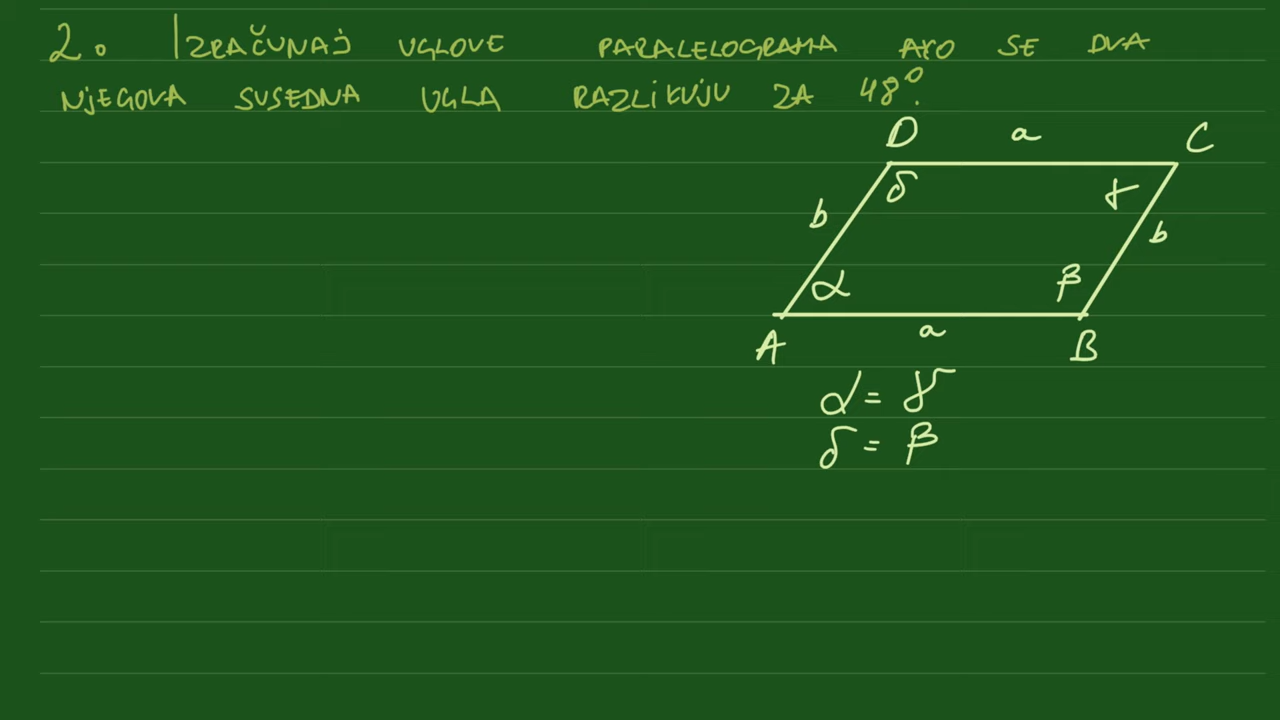 2. IZRAČUNAJ UGLOVE PARALELOGRAMA AKO SE DVA
NJEGOVA SUSEDNA UGLA RAZLIKUJU ZA 48°.
D a C
δ γ
b b
α β
A a B
α = γ
δ = β